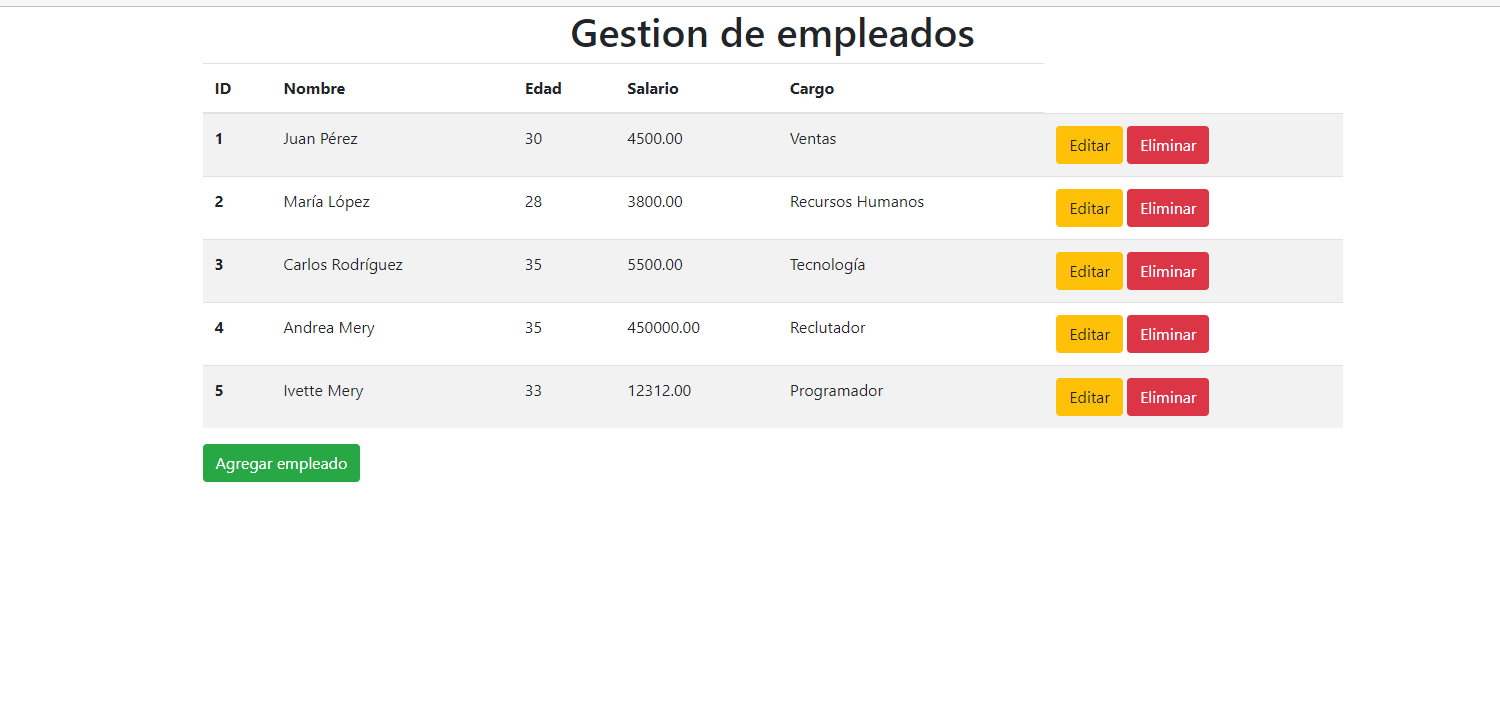 Gestion de empleados
ID Nombre Edad Salario Cargo
1 Juan Pérez 30 4500.00 Ventas Editar Eliminar
2 María López 28 3800.00 Recursos Humanos Editar Eliminar
3 Carlos Rodríguez 35 5500.00 Tecnología Editar Eliminar
4 Andrea Mery 35 450000.00 Reclutador Editar Eliminar
5 Ivette Mery 33 12312.00 Programador Editar Eliminar
Agregar empleado